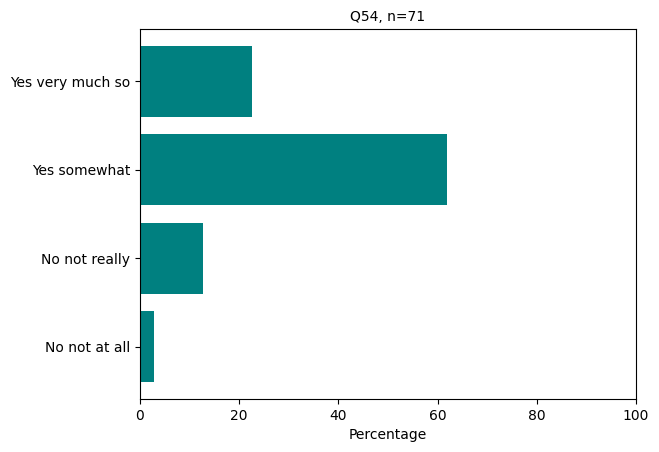 Q54, n=71
Yes very much so
Yes somewhat
No not really
No not at all
0 20 40 60 80 100
Percentage